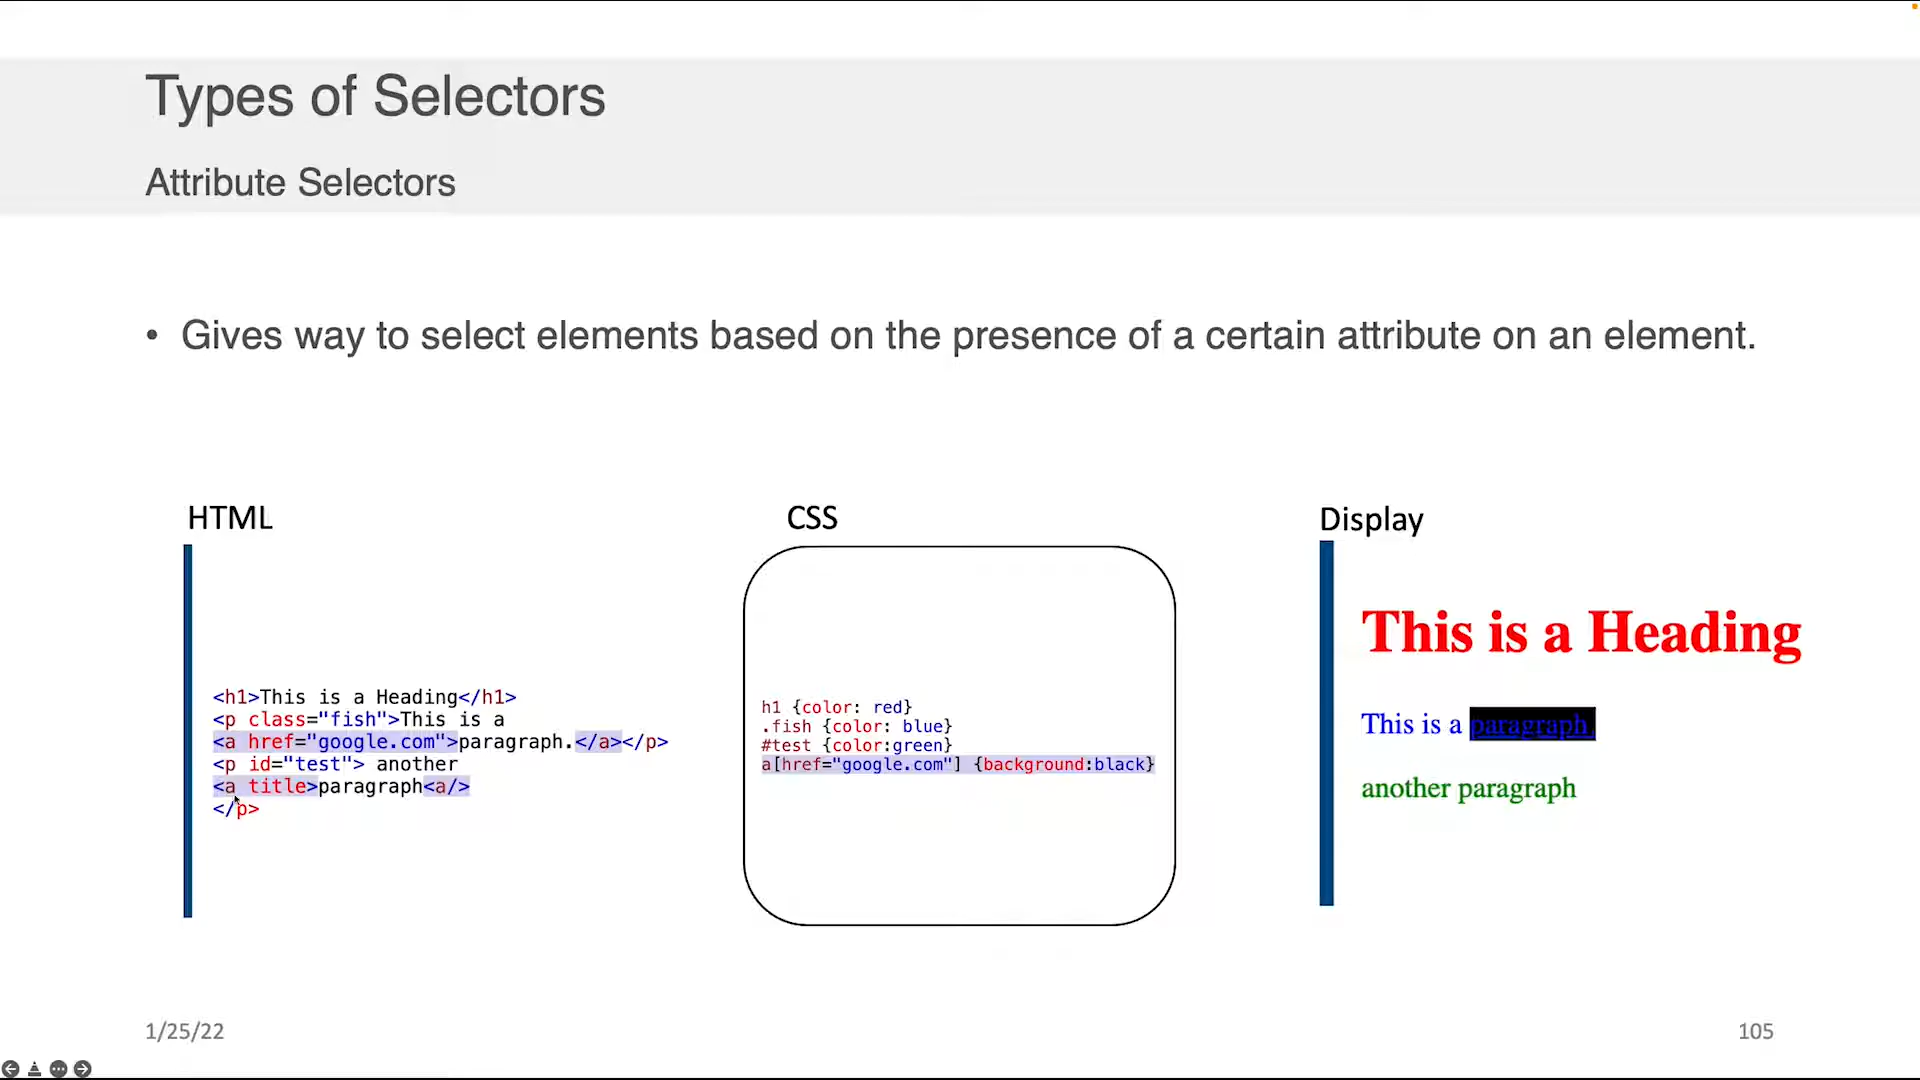 Types of Selectors
Attribute Selectors
• Gives way to select elements based on the presence of a certain attribute on an element.
HTML
<h1>This is a Heading</h1>
<p class="fish">This is a
<a href="google.com">paragraph.</a></p>
<p id="test"> another
<a title>paragraph<a/>
</p>
CSS
h1 {color: red}
.fish {color: blue}
#test {color:green}
a[href="google.com"] {background:black}
Display
This is a Heading
This is a paragraph.
another paragraph
1/25/22
105